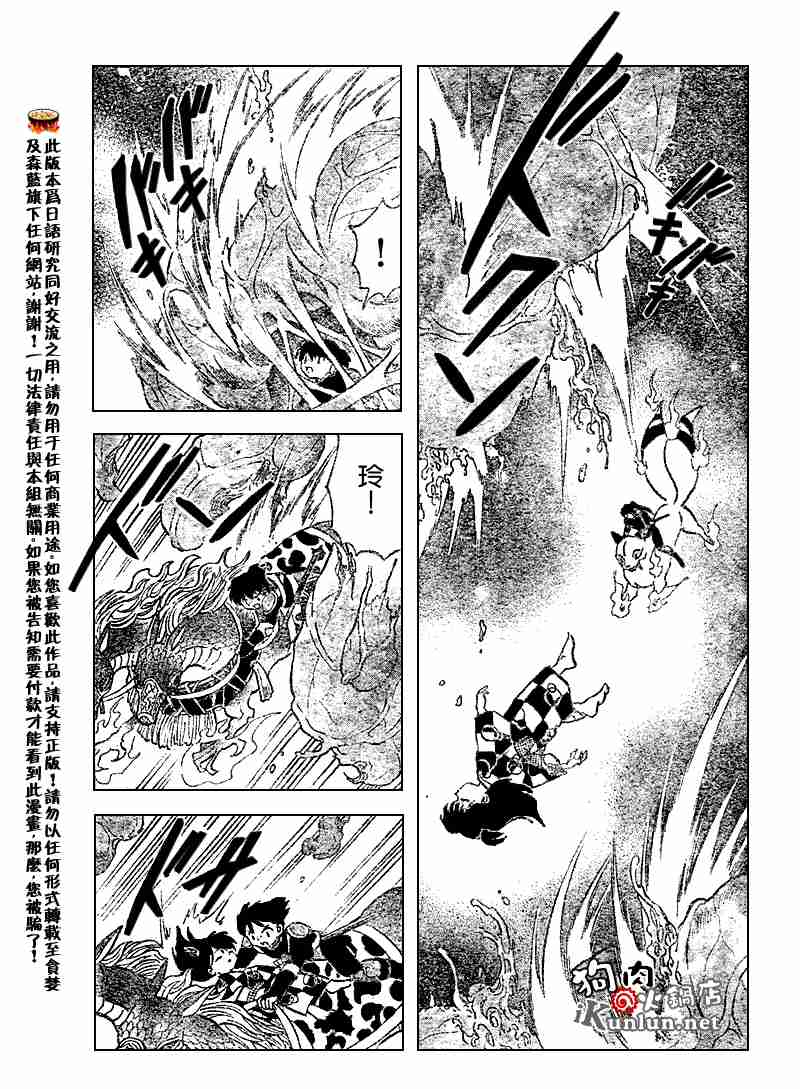 ドクン
バキ
バキ
バキ
バキ
!
ドン
玲!
ドドド
此版本爲日語研究同好交流之用,請勿用于任何商業用途。如您喜歡此作品,請支持正版!請勿以任何形式轉載至貪婪
及森藍旗下任何網站,謝謝!一切法律責任與本組無關。如果您被告知需要付款才能看到此漫畫,那麽,您被騙了!
狗肉
火鍋店
iKunlun.net